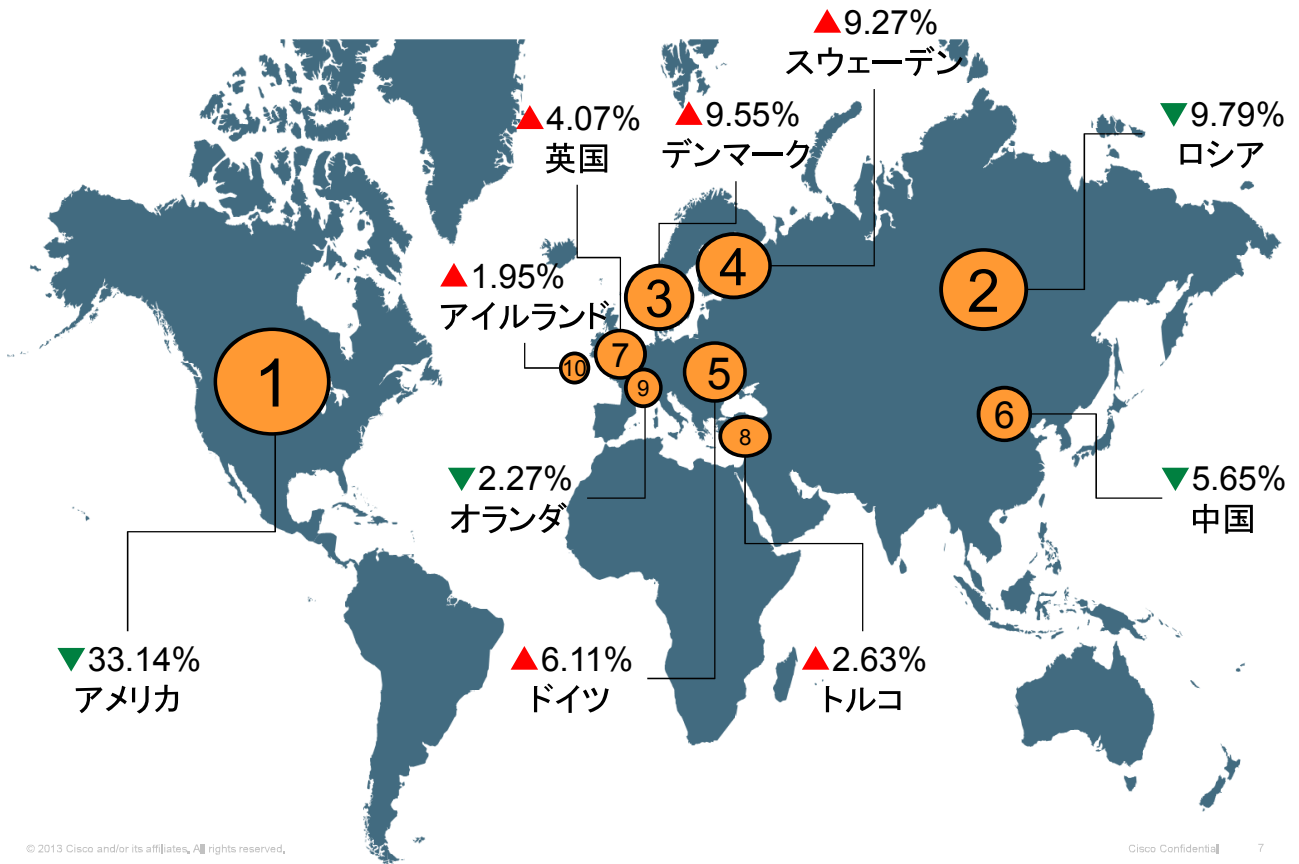 ▲9.27%
スウェーデン
▲4.07%
英国
▲9.55%
デンマーク
▼9.79%
ロシア
▲1.95%
アイルランド
1
2
3
4
5
6
7
8
9
10
▼2.27%
オランダ
▼5.65%
中国
▼33.14%
アメリカ
▲6.11%
ドイツ
▲2.63%
トルコ
© 2013 Cisco and/or its affiliates. All rights reserved.
Cisco Confidential
7